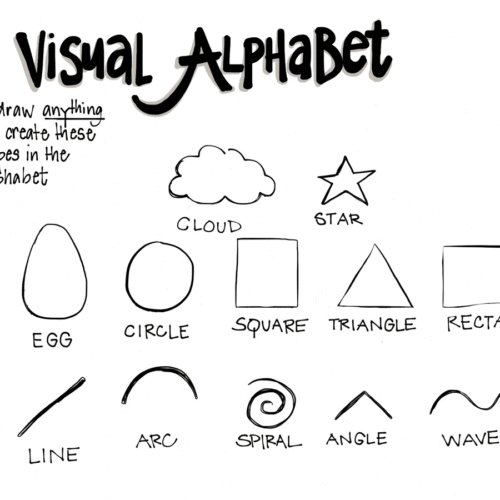 VISUAL ALPHABET
draw anything
create these
pes in the
habet
CLOUD STAR
EGG CIRCLE SQUARE TRIANGLE RECTA
LINE ARC SPIRAL ANGLE WAVE